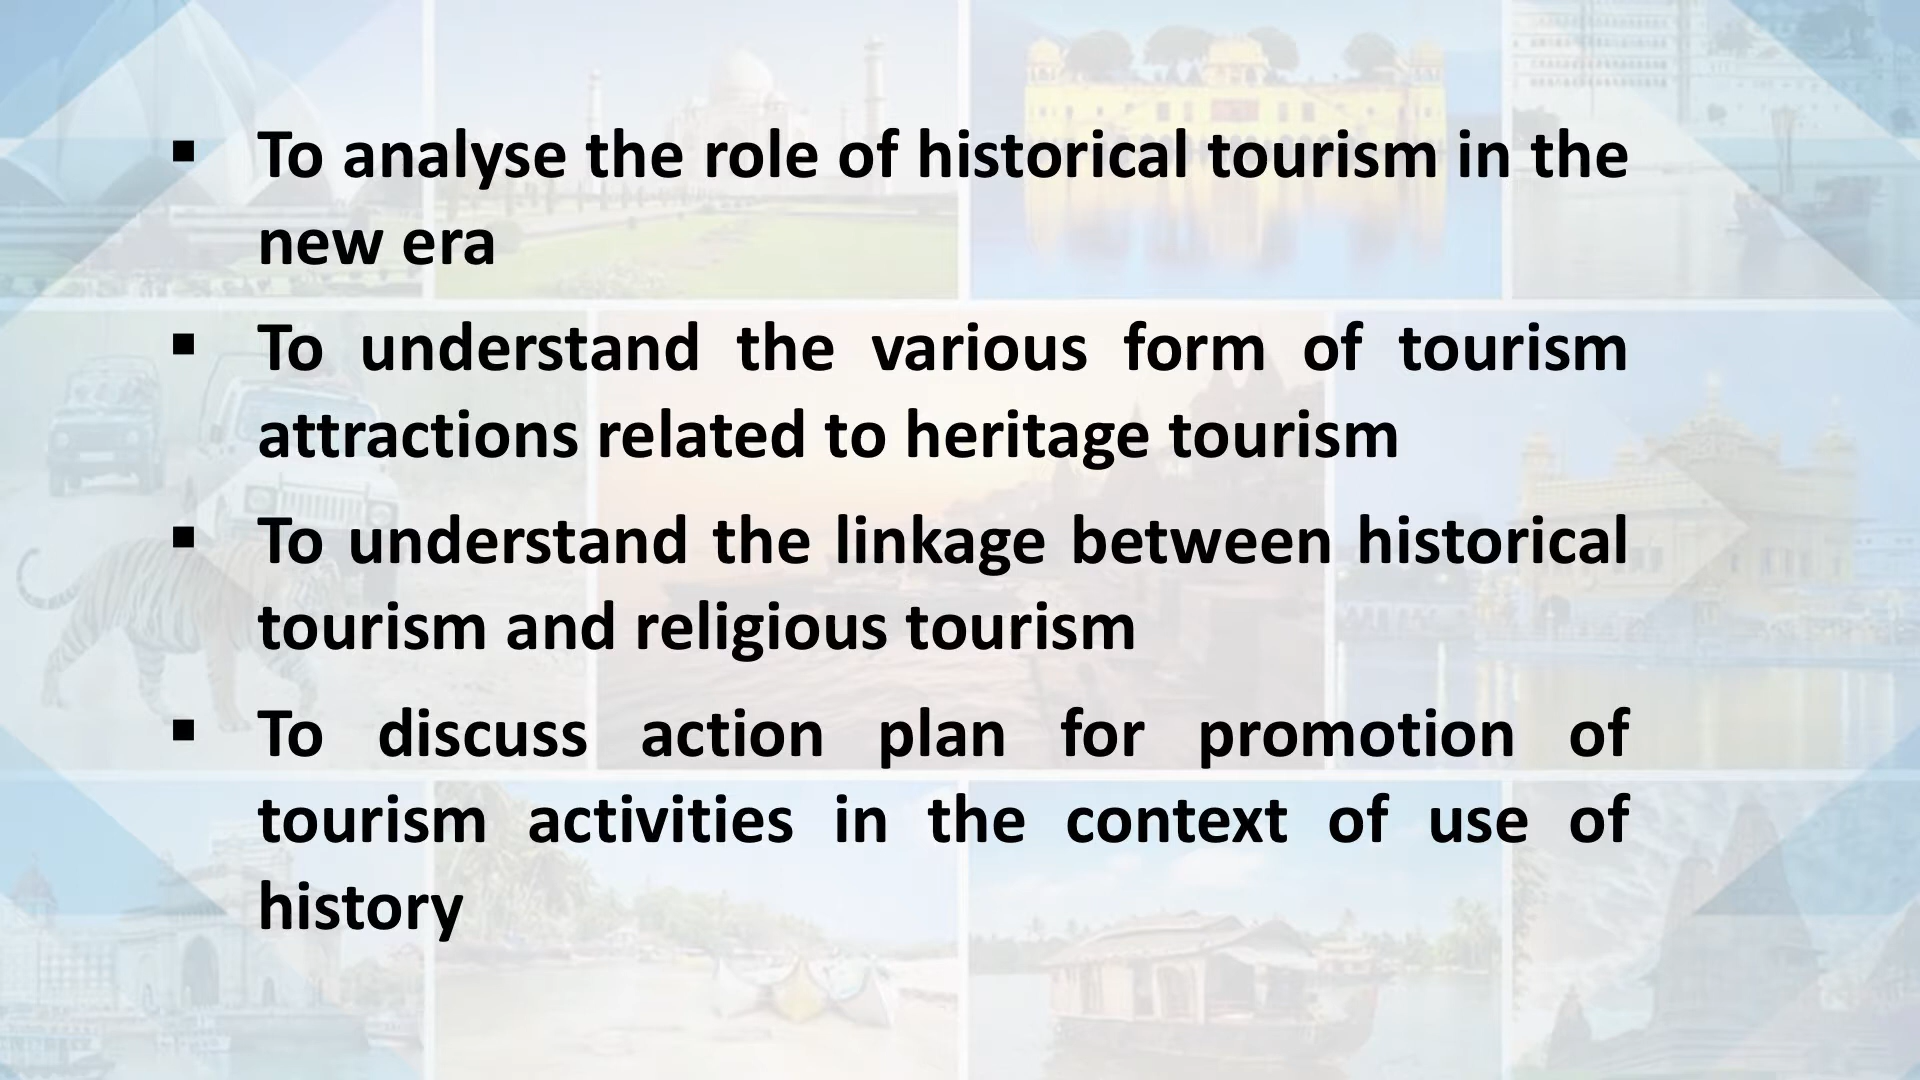 ▪ To analyse the role of historical tourism in the
new era
▪ To understand the various form of tourism
attractions related to heritage tourism
▪ To understand the linkage between historical
tourism and religious tourism
▪ To discuss action plan for promotion of
tourism activities in the context of use of
history